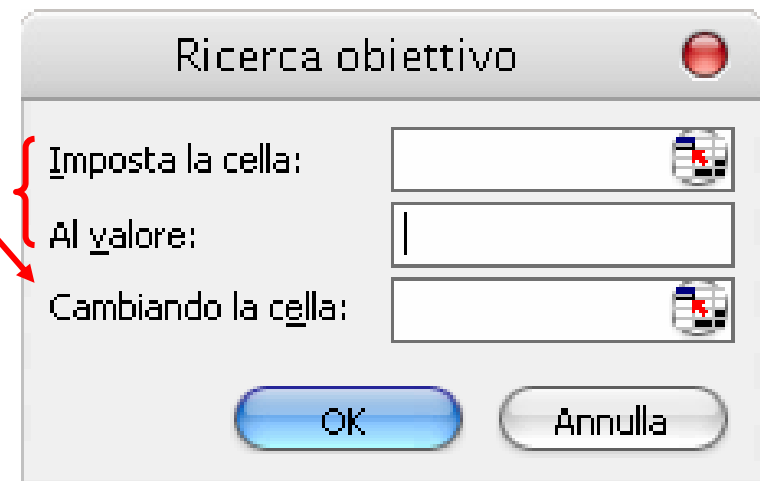 Ricerca obiettivo
Imposta la cella:
Al valore:
Cambiando la cella:
OK Annulla